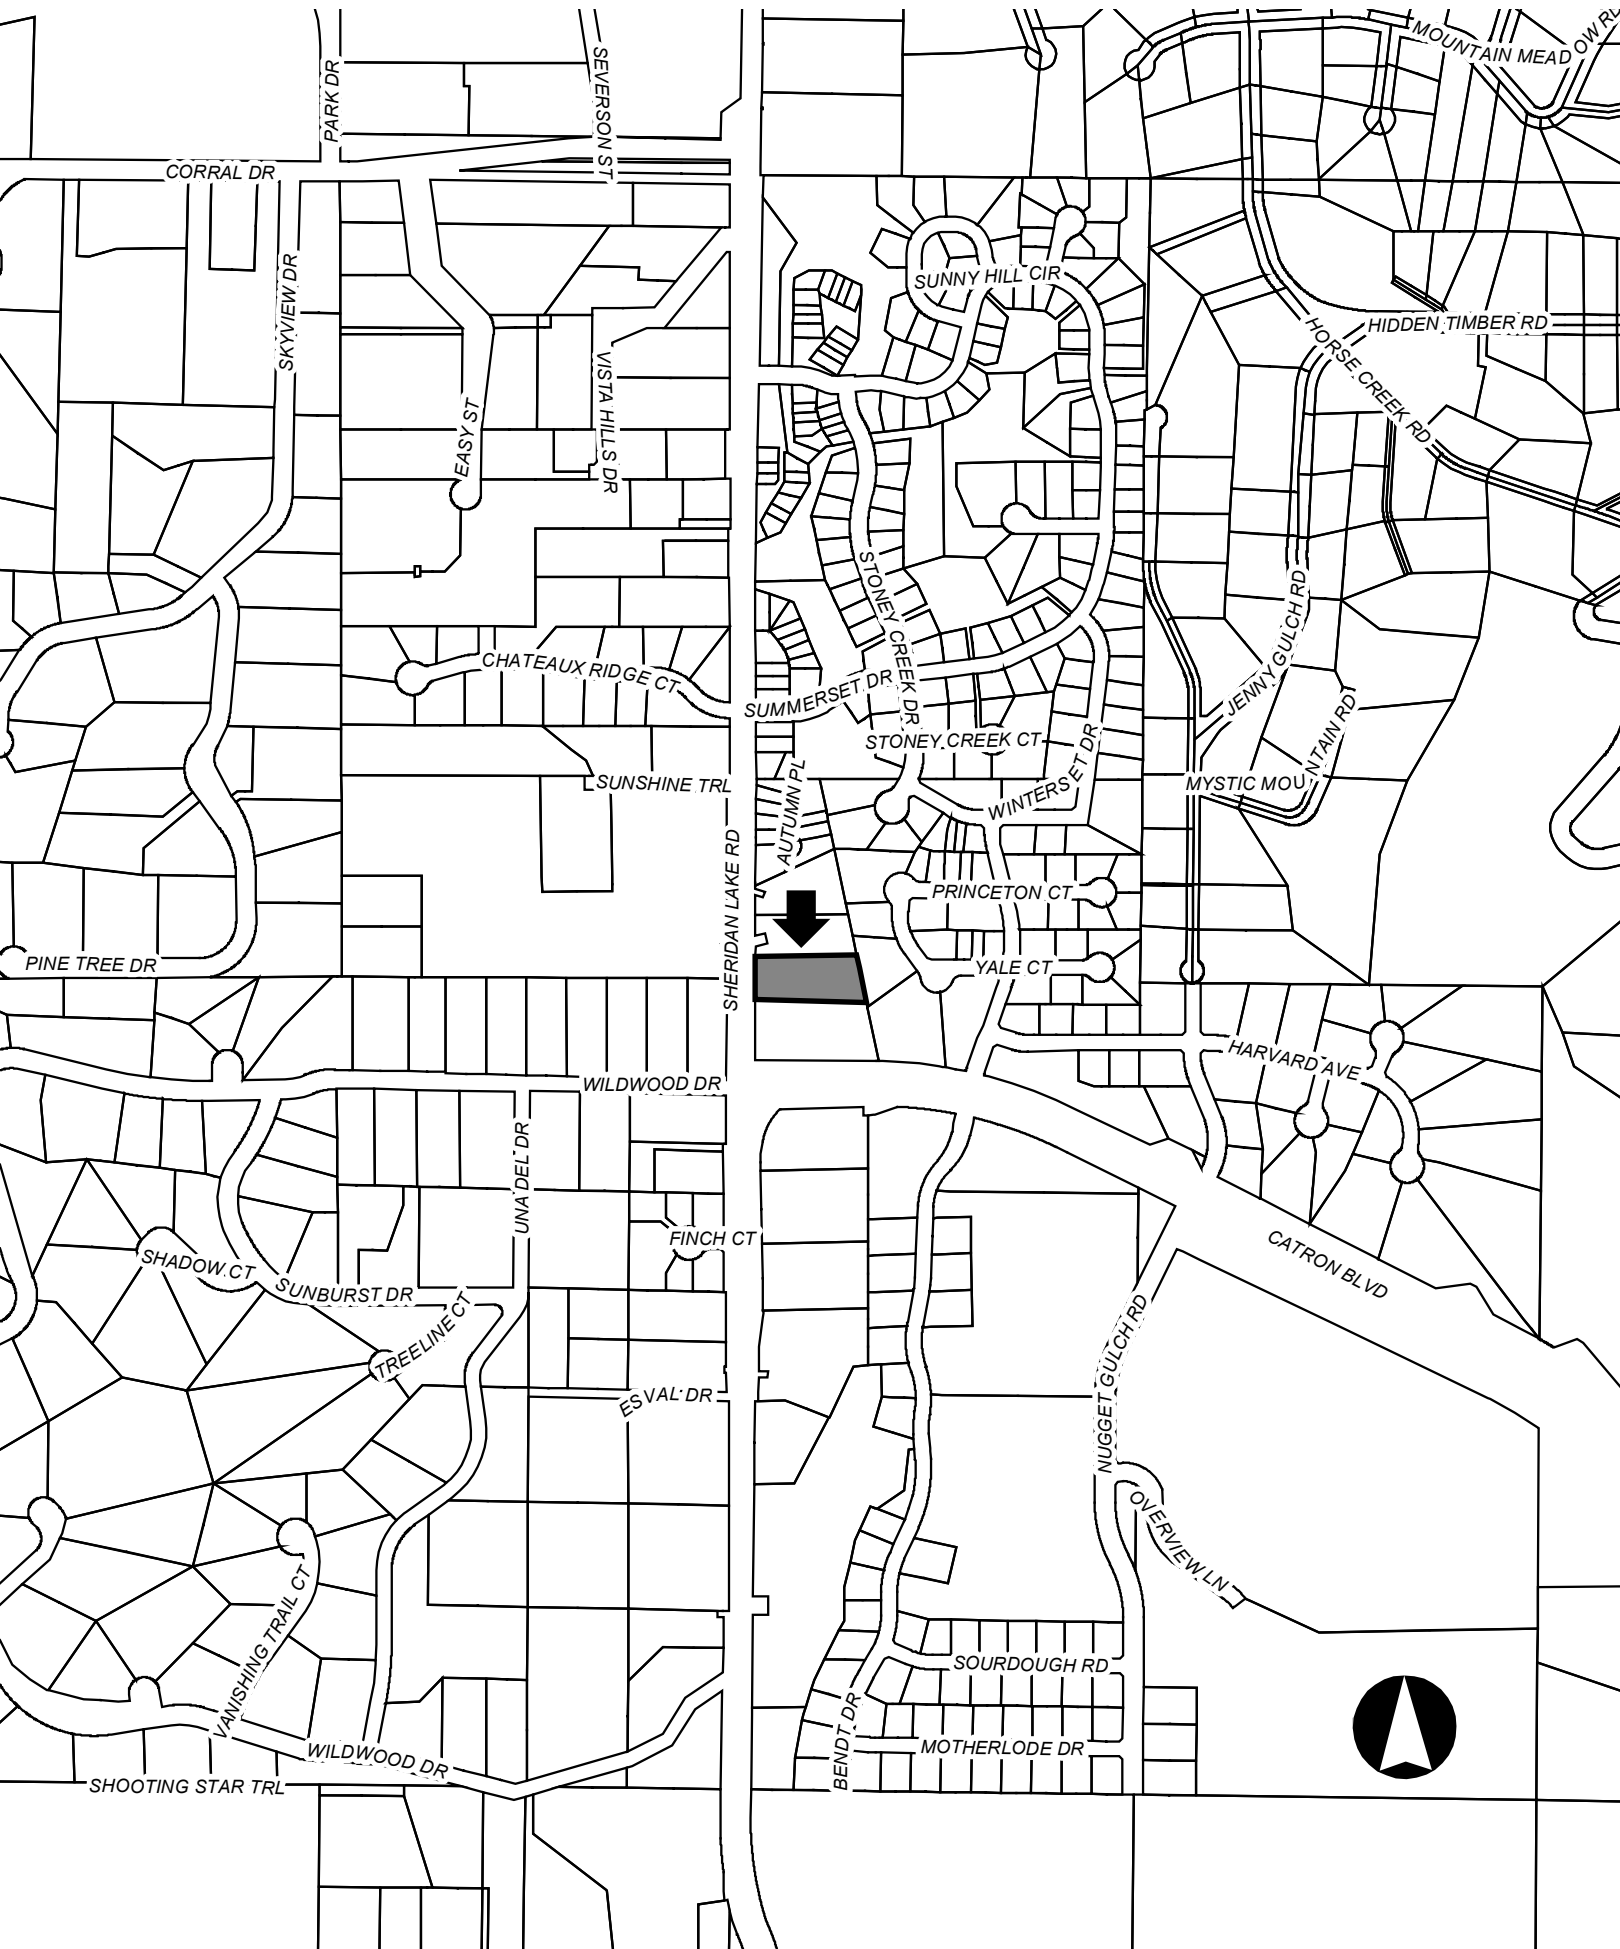 MOUNTAIN MEADOW RD
SEVERSON ST
PARK DR
CORRAL DR
SUNNY HILL CIR
SKYVIEW DR
HIDDEN TIMBER RD
HORSE CREEK RD
VISTA HILLS DR
EASY ST
STONEY CREEK DR
JENNY GULCH RD
CHATEAUX RIDGE CT
SUMMERSET DR
STONEY CREEK CT
WINTERSET DR
MYSTIC MOUNTAIN RD
SUNSHINE TRL
AUTUMN PL
SHERIDAN LAKE RD
PRINCETON CT
PINE TREE DR
YALE CT
HARVARD AVE
WILDWOOD DR
UNA DEL DR
FINCH CT
SHADOW CT
SUNBURST DR
CATRON BLVD
TREELINE CT
NUGGET GULCH RD
ESVAL DR
OVERVIEW LN
VANISHING TRAIL CT
SOURDOUGH RD
BENDT DR
MOTHERLODE DR
WILDWOOD DR
SHOOTING STAR TRL